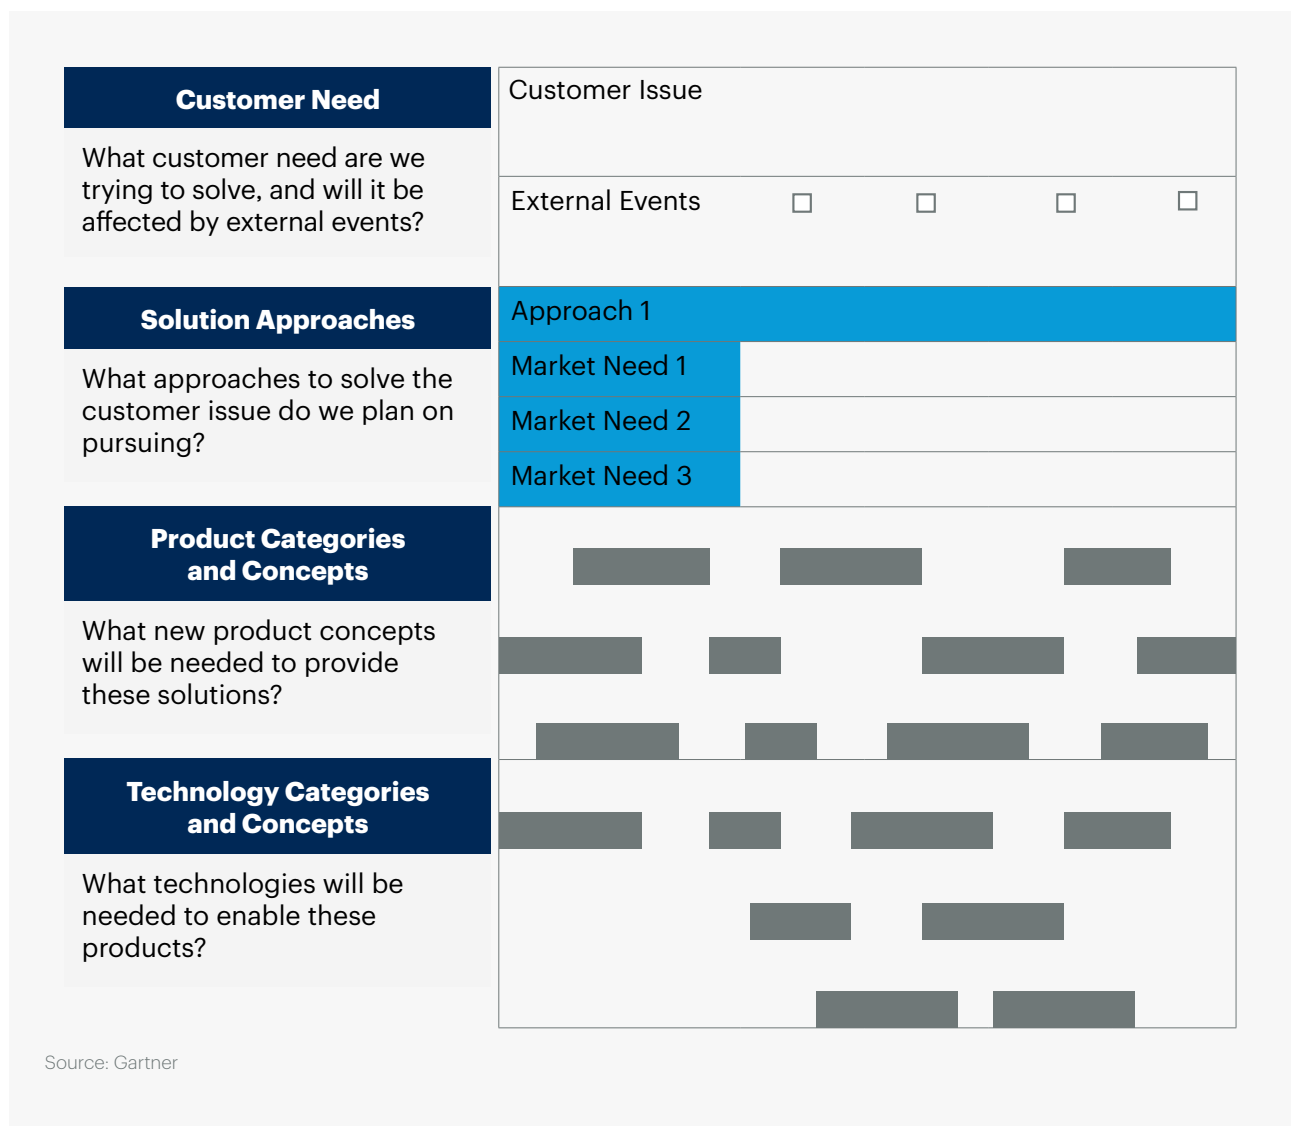 Customer Need
What customer need are we
trying to solve, and will it be
affected by external events?
Customer Issue
External Events
Solution Approaches
What approaches to solve the
customer issue do we plan on
pursuing?
Approach 1
Market Need 1
Market Need 2
Market Need 3
Product Categories
and Concepts
What new product concepts
will be needed to provide
these solutions?
Technology Categories
and Concepts
What technologies will be
needed to enable these
products?
Source: Gartner